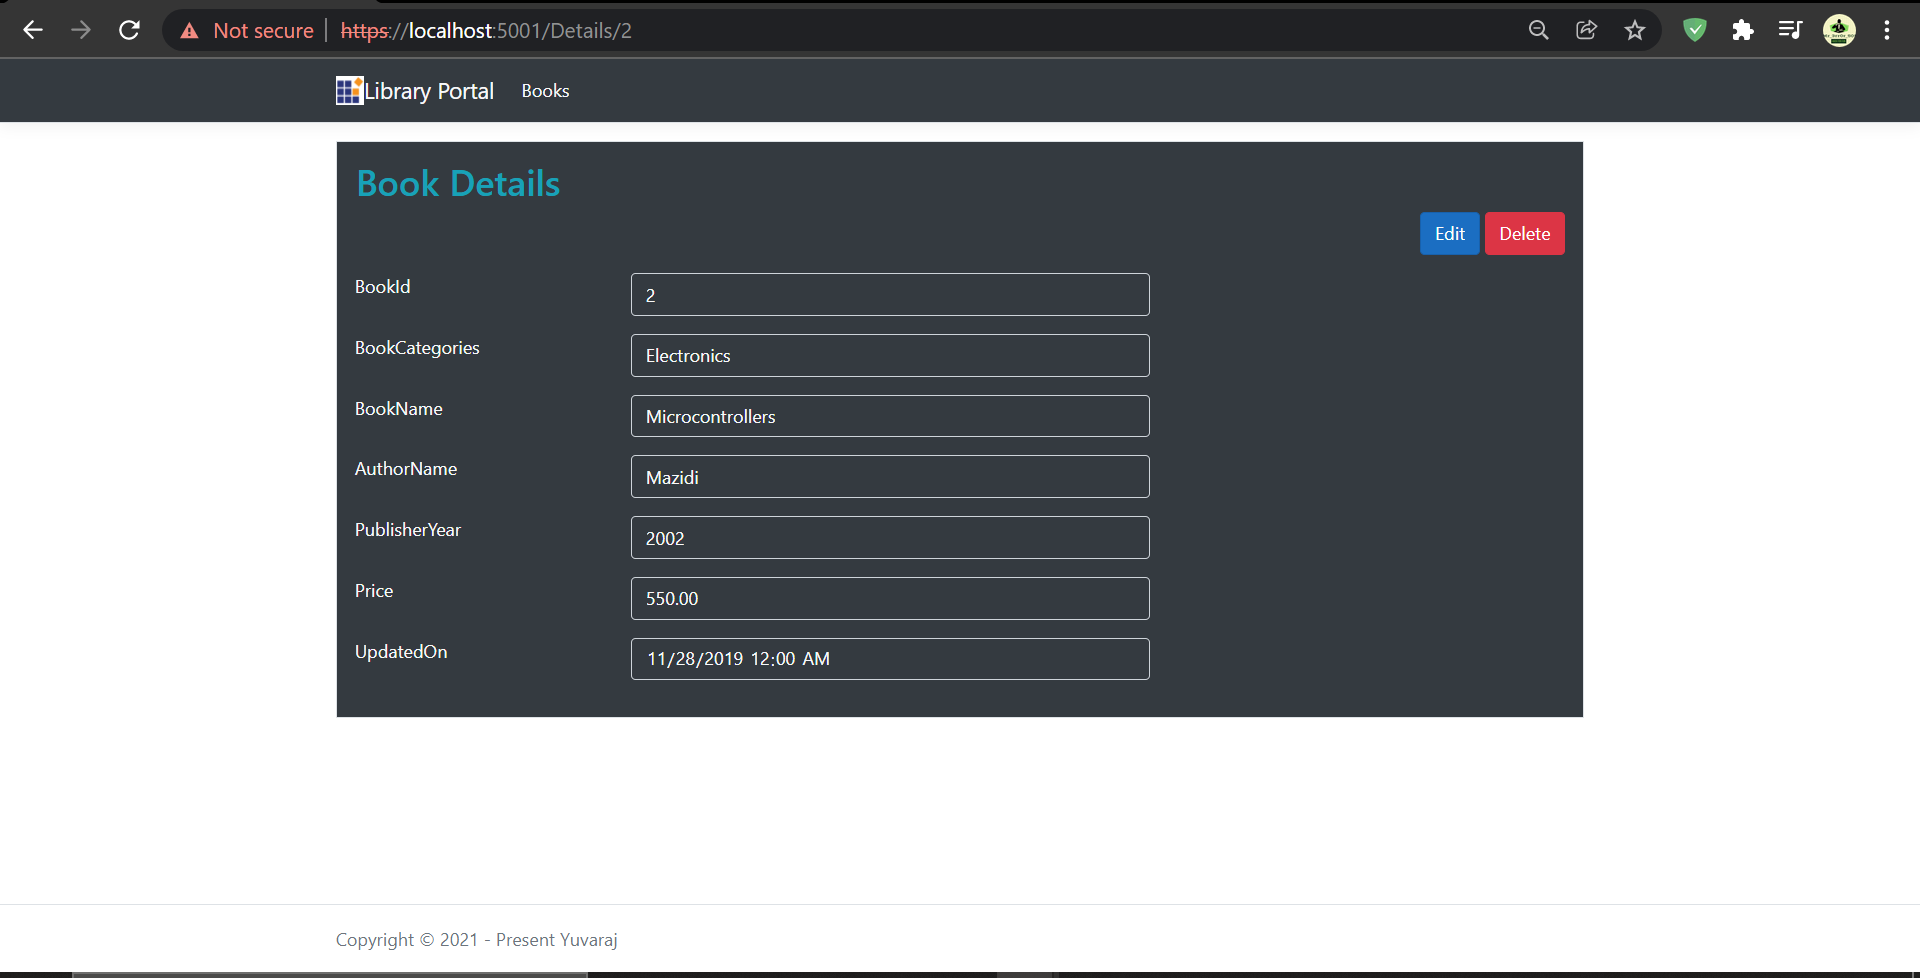 Not secure | https://localhost:5001/Details/2
Library Portal Books
Book Details
Edit Delete
BookId 2
BookCategories Electronics
BookName Microcontrollers
AuthorName Mazidi
PublisherYear 2002
Price 550.00
UpdatedOn 11/28/2019 12:00 AM
Copyright © 2021 - Present Yuvaraj